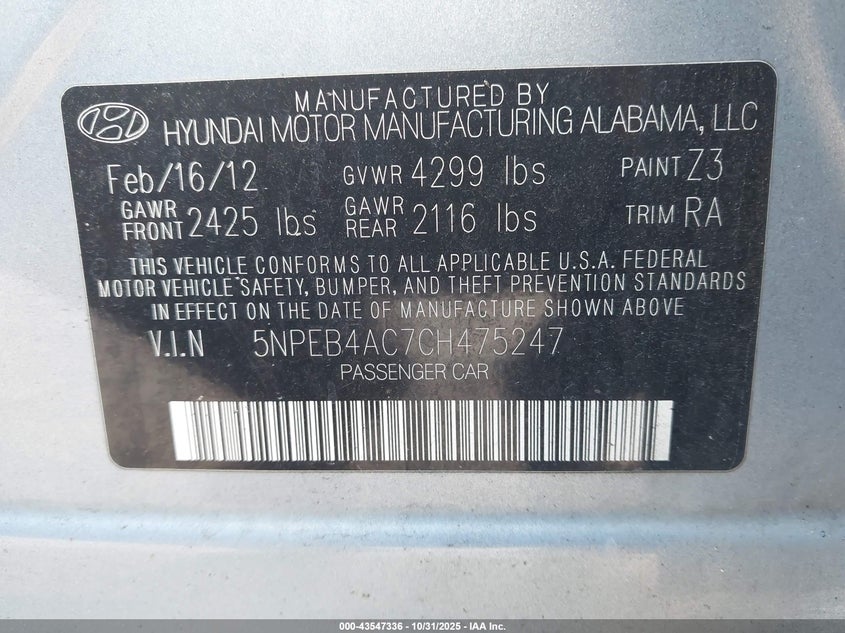 MANUFACTURED BY
HYUNDAI MOTOR MANUFACTURING ALABAMA, LLC
Feb/16/12 GVWR 4299 lbs PAINT Z3
GAWR FRONT 2425 lbs GAWR REAR 2116 lbs TRIM RA
THIS VEHICLE CONFORMS TO ALL APPLICABLE U.S.A. FEDERAL
MOTOR VEHICLE SAFETY, BUMPER, AND THEFT PREVENTION STANDARDS
IN EFFECT ON THE DATE OF MANUFACTURE SHOWN ABOVE
V.I.N 5NPEB4AC7CH475247
PASSENGER CAR
000-43547336 - 10/31/2025 - IAA Inc.